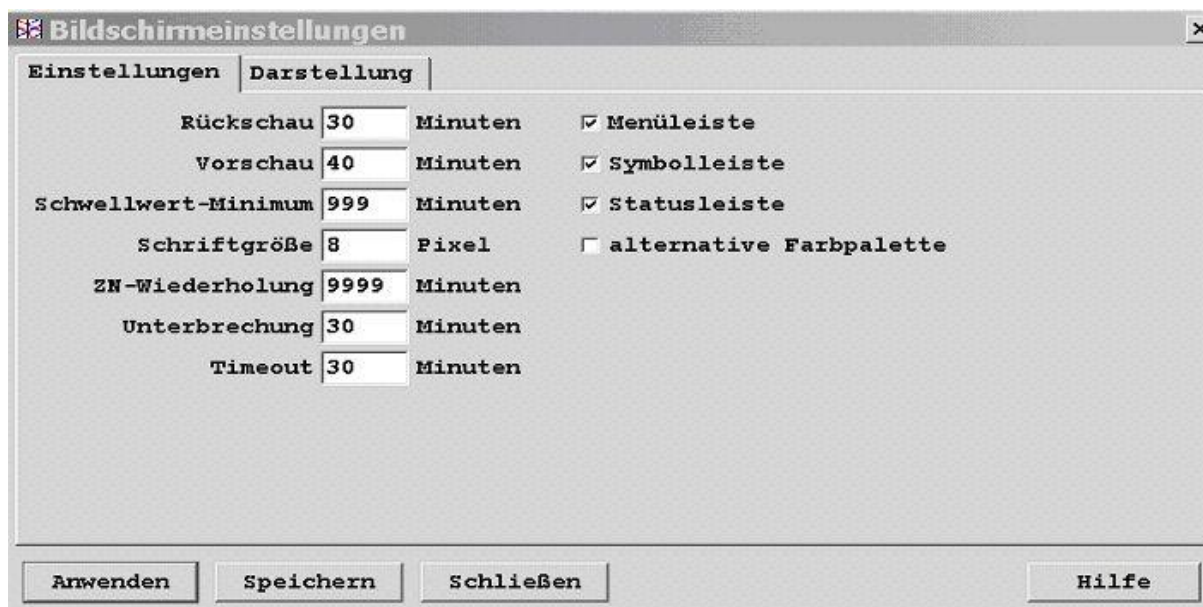 Bildschirmeinstellungen
Einstellungen Darstellung
Rückschau 30 Minuten Menüleiste
Vorschau 40 Minuten Symbolleiste
Schwellwert-Minimum 999 Minuten Statusleiste
Schriftgröße 8 Pixel alternative Farbpalette
ZN-Wiederholung 9999 Minuten
Unterbrechung 30 Minuten
Timeout 30 Minuten
Anwenden Speichern Schließen Hilfe